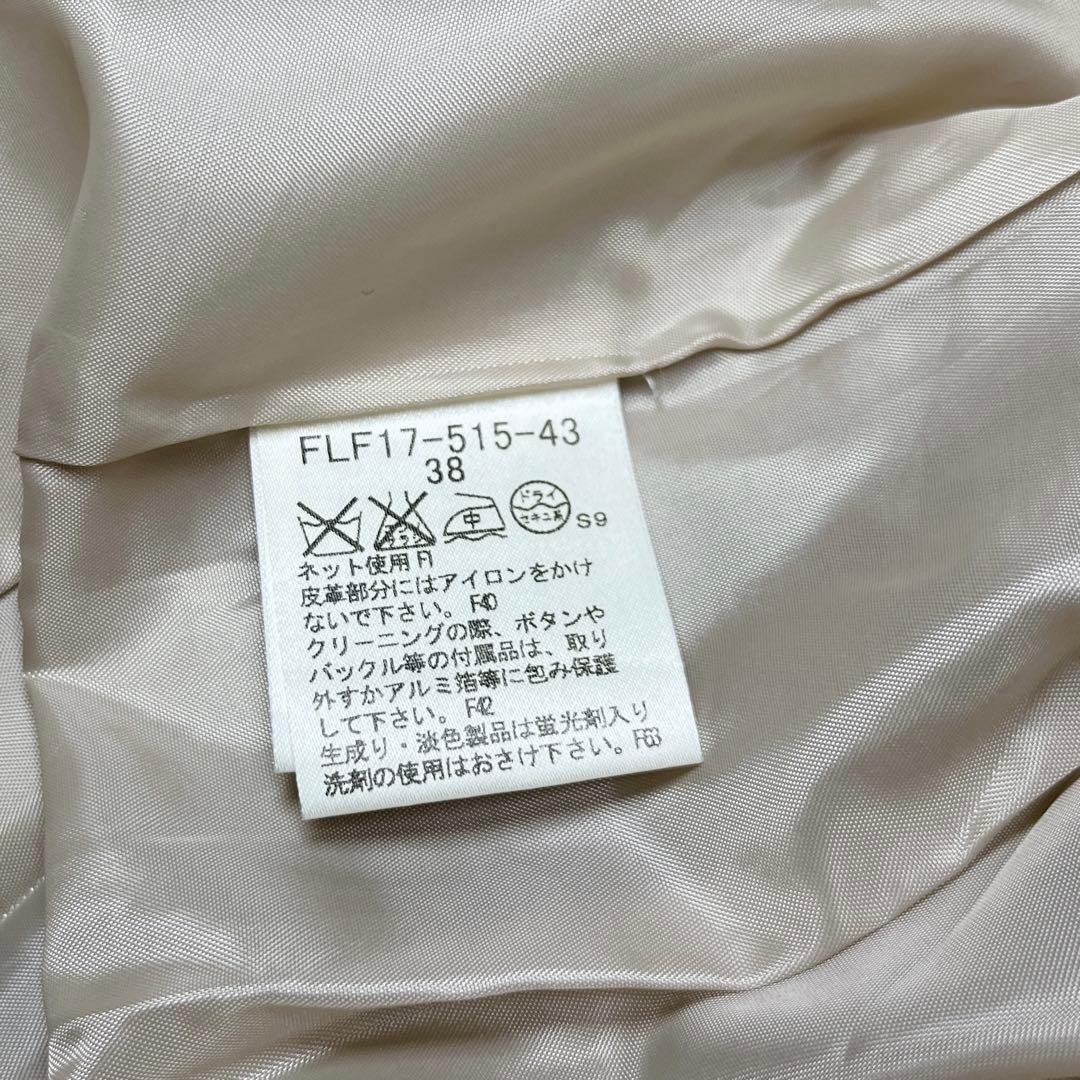 FLF17-515-43
38
中 ドライ セキユ系 S9
ネット使用 F1
皮革部分にはアイロンをかけ
ないで下さい。F40
クリーニングの際、ボタンや
バックル等の付属品は、取り
外すかアルミ箔等に包み保護
して下さい。F42
生成り・淡色製品は蛍光剤入り
洗剤の使用はおさけ下さい。F63